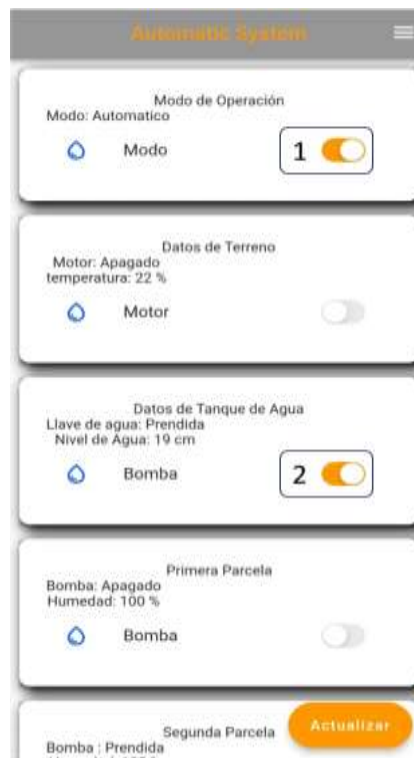 Automatic System
Modo de Operación
Modo: Automatico
Modo
1
Datos de Terreno
Motor: Apagado
temperatura: 22 %
Motor
Datos de Tanque de Agua
Llave de agua: Prendida
Nivel de Agua: 19 cm
Bomba
2
Primera Parcela
Bomba: Apagado
Humedad: 100 %
Bomba
Segunda Parcela
Actualizar
Bomba : Prendida